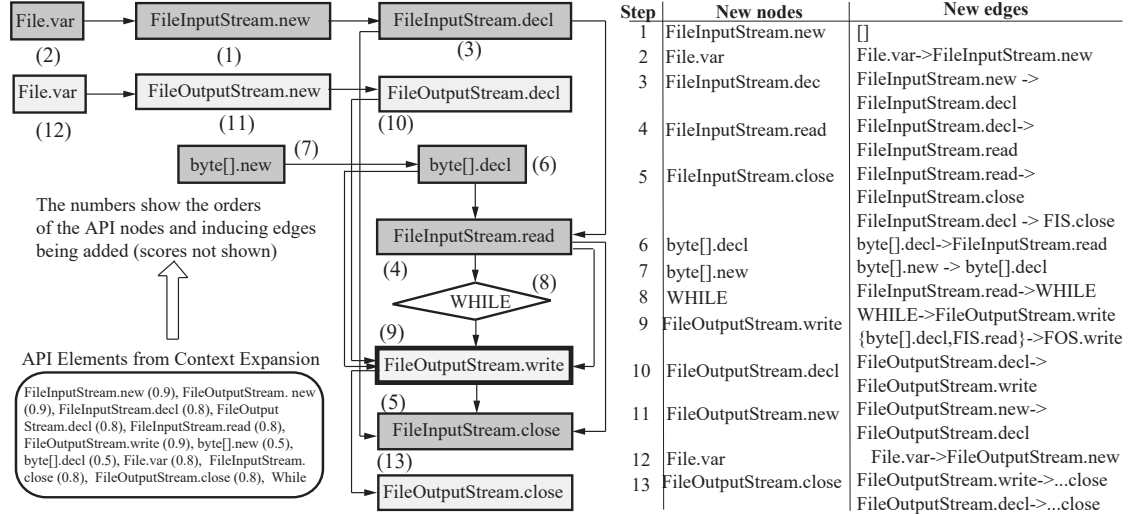 File.var
FileInputStream.new
FileInputStream.decl
(2)
(1)
(3)
File.var
FileOutputStream.new
FileOutputStream.decl
(12)
(11)
(10)
byte[].new
(7)
byte[].decl
(6)
The numbers show the orders
of the API nodes and inducing edges
being added (scores not shown)
FileInputStream.read
(4)
(8)
WHILE
(9)
API Elements from Context Expansion
FileInputStream.new (0.9), FileOutputStream. new
(0.9), FileInputStream.decl (0.8), FileOutput
Stream.decl (0.8), FileInputStream.read (0.8),
FileOutputStream.write (0.9), byte[].new (0.5),
byte[].decl (0.5), File.var (0.8), FileInputStream.
close (0.8), FileOutputStream.close (0.8), While
FileOutputStream.write
(5)
FileInputStream.close
(13)
FileOutputStream.close
Step New nodes New edges
1 FileInputStream.new []
2 File.var File.var->FileInputStream.new
3 FileInputStream.dec FileInputStream.new ->
FileInputStream.decl
4 FileInputStream.read FileInputStream.decl->
FileInputStream.read
5 FileInputStream.close FileInputStream.read->
FileInputStream.close
FileInputStream.decl -> FIS.close
6 byte[].decl byte[].decl->FileInputStream.read
7 byte[].new byte[].new -> byte[].decl
8 WHILE FileInputStream.read->WHILE
9 FileOutputStream.write WHILE->FileOutputStream.write
{byte[].decl,FIS.read}->FOS.write
10 FileOutputStream.decl FileOutputStream.decl->
FileOutputStream.write
11 FileOutputStream.new FileOutputStream.new->
FileOutputStream.decl
12 File.var File.var->FileOutputStream.new
13 FileOutputStream.close FileOutputStream.write->...close
FileOutputStream.decl->...close